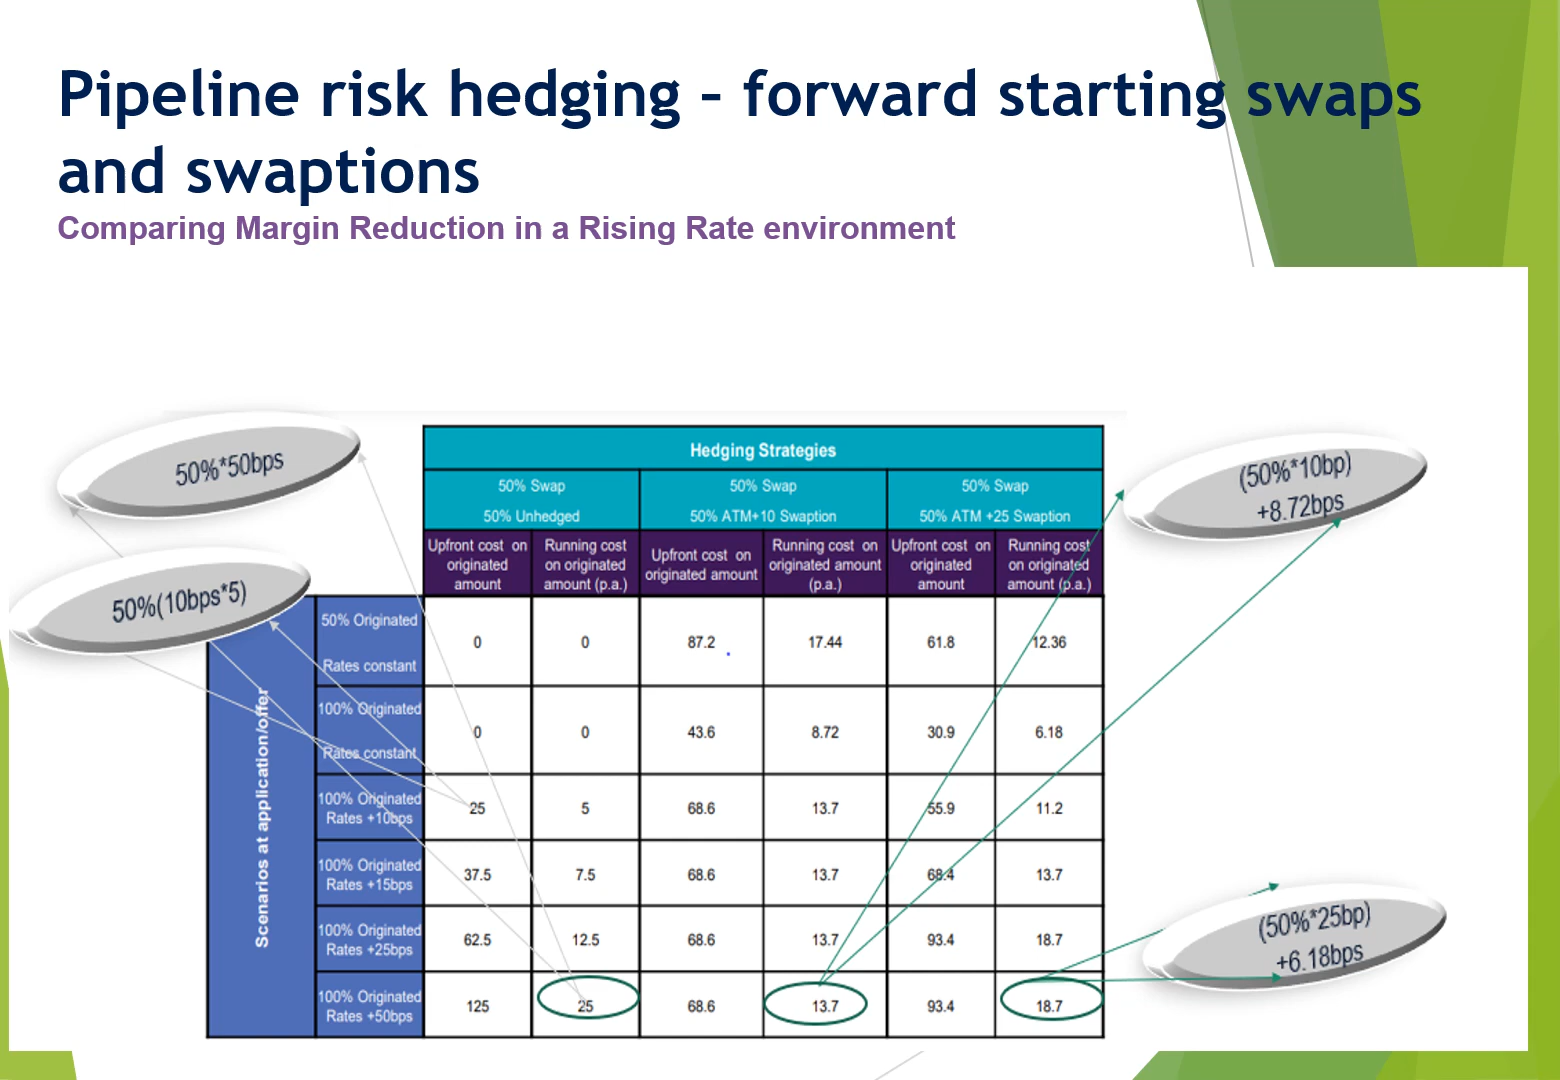 Pipeline risk hedging – forward starting swaps
and swaptions
Comparing Margin Reduction in a Rising Rate environment
50%*50bps
50%(10bps*5)
(50%*10bp)
+8.72bps
(50%*25bp)
+6.18bps
Hedging Strategies
50% Swap
50% Unhedged
50% Swap
50% ATM+10 Swaption
50% Swap
50% ATM +25 Swaption
Upfront cost on
originated
amount
Running cost
on originated
amount (p.a.)
Upfront cost on
originated amount
Running cost on
originated amount
(p.a.)
Upfront cost on
originated
amount
Running cost
on originated
amount (p.a.)
Scenarios at application/offer
50% Originated
Rates constant
0 0 87.2 17.44 61.8 12.36
100% Originated
Rates constant
0 0 43.6 8.72 30.9 6.18
100% Originated
Rates +10bps
25 5 68.6 13.7 55.9 11.2
100% Originated
Rates +15bps
37.5 7.5 68.6 13.7 68.4 13.7
100% Originated
Rates +25bps
62.5 12.5 68.6 13.7 93.4 18.7
100% Originated
Rates +50bps
125 25 68.6 13.7 93.4 18.7